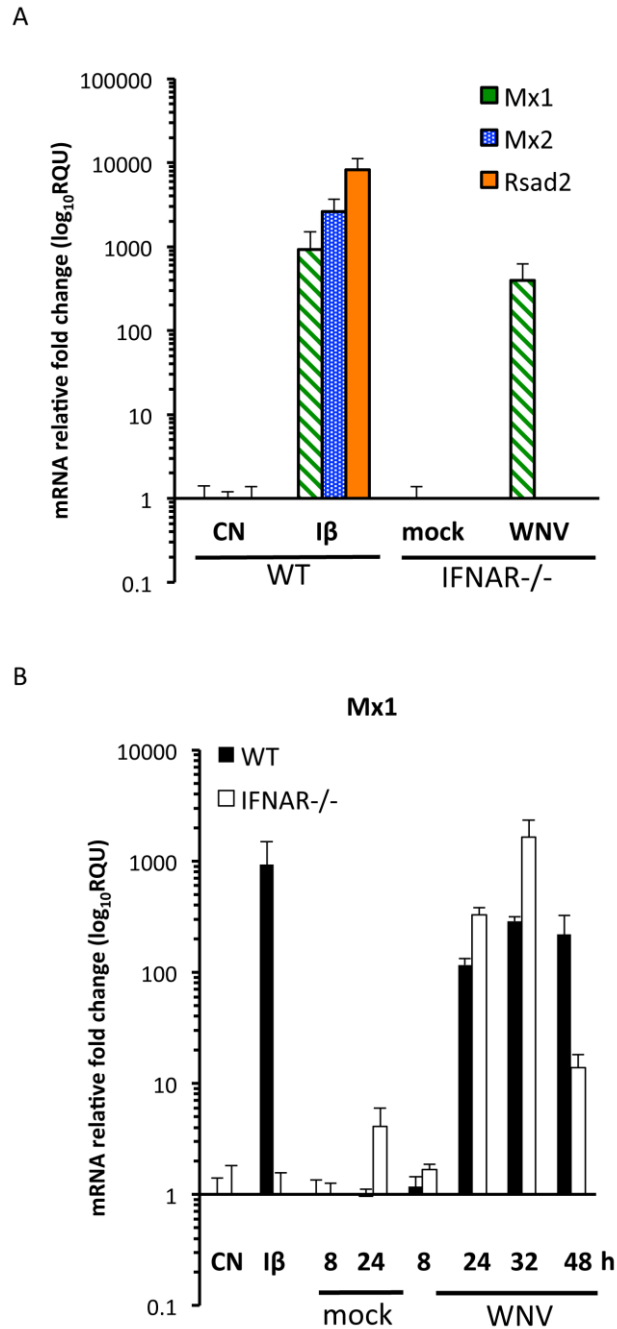 A
mRNA relative fold change (log10RQU)
100000
10000
1000
100
10
1
0.1
Mx1
Mx2
Rsad2
CN Iβ mock WNV
WT IFNAR-/-
B
Mx1
mRNA relative fold change (log10RQU)
WT
IFNAR-/-
10000
1000
100
10
1
0.1
CN Iβ 8 24 8 24 32 48 h
mock WNV